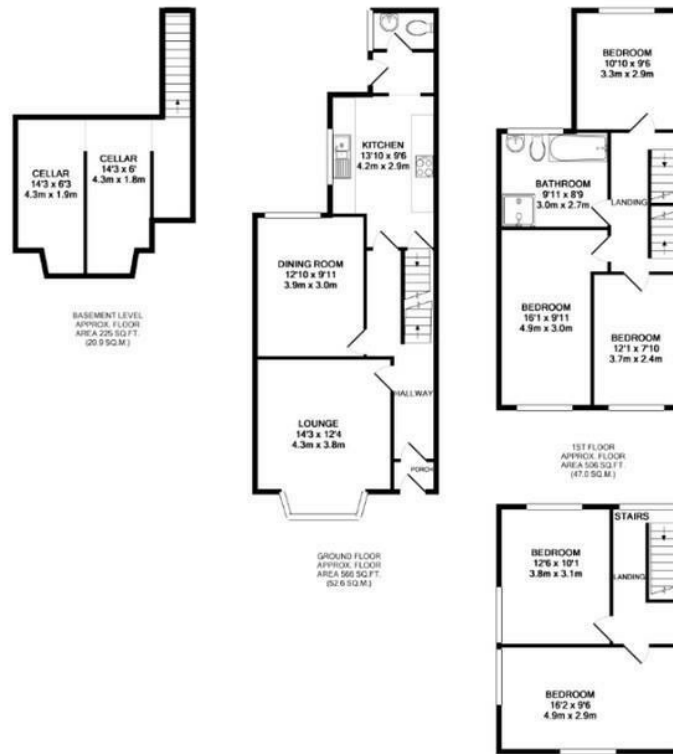 CELLAR
14'3 x 6'3
4.3m x 1.9m
CELLAR
14'3 x 6'
4.3m x 1.8m
BASEMENT LEVEL
APPROX. FLOOR
AREA 225 SQ.FT.
(20.9 SQ.M.)
KITCHEN
13'10 x 9'6
4.2m x 2.9m
DINING ROOM
12'10 x 9'11
3.9m x 3.0m
HALLWAY
LOUNGE
14'3 x 12'4
4.3m x 3.8m
PORCH
GROUND FLOOR
APPROX. FLOOR
AREA 566 SQ.FT.
(52.6 SQ.M.)
BEDROOM
10'10 x 9'6
3.3m x 2.9m
BATHROOM
9'11 x 8'9
3.0m x 2.7m
LANDING
BEDROOM
16'1 x 9'11
4.9m x 3.0m
BEDROOM
12'1 x 7'10
3.7m x 2.4m
1ST FLOOR
APPROX. FLOOR
AREA 506 SQ.FT.
(47.0 SQ.M.)
STAIRS
BEDROOM
12'6 x 10'1
3.8m x 3.1m
LANDING
BEDROOM
16'2 x 9'6
4.9m x 2.9m